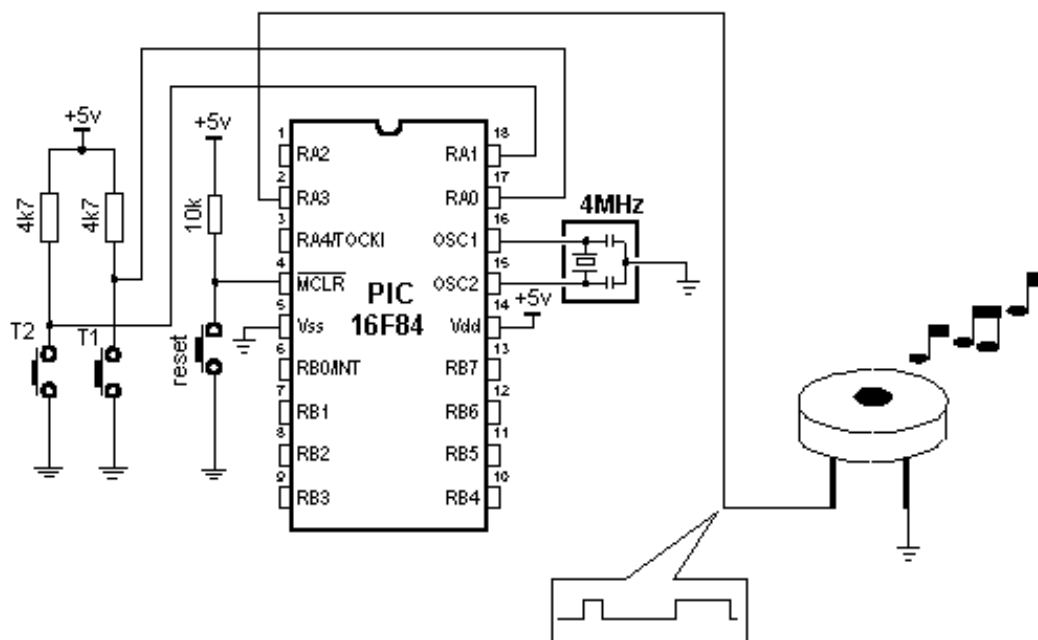 +5v
4k7
4k7
T2
T1
+5v
10k
reset
1
RA2
2
RA3
3
RA4/TOCKI
4
MCLR
5
Vss
6
RB0/INT
7
RB1
8
RB2
9
RB3
PIC
16F84
18
RA1
17
RA0
16
OSC1
15
OSC2
14
Vdd
13
RB7
12
RB6
11
RB5
10
RB4
4MHz
+5v